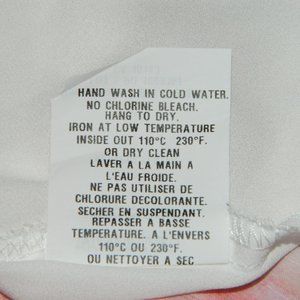 HAND WASH IN COLD WATER.
NO CHLORINE BLEACH.
HANG TO DRY.
IRON AT LOW TEMPERATURE
INSIDE OUT 110°C 230°F.
OR DRY CLEAN
LAVER A LA MAIN A
L'EAU FROIDE.
NE PAS UTILISER DE
CHLORURE DECOLORANTE.
SECHER EN SUSPENDANT.
REPASSER A BASSE
TEMPERATURE. A L'ENVERS
110°C OU 230°F.
OU NETTOYER A SEC